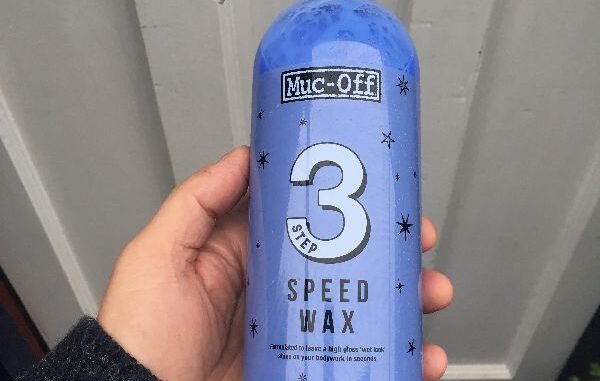 Muc-Off
3
STEP
SPEED
WAX
Formulated to leave a high gloss 'wet look'
shine on your bodywork in seconds